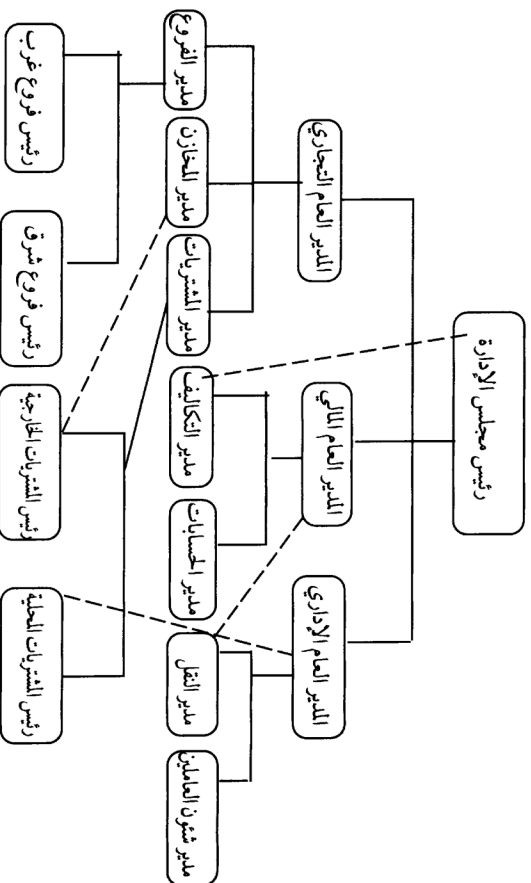 رئيس مجلس الإدارة
المدير العام الإداري
المدير العام المالي
المدير العام التجاري
مدير شئون العاملين
مدير النقل
مدير الحسابات
مدير التكاليف
مدير المشتريات
مدير المخازن
مدير الفروع
رئيس المشتريات المحلية
رئيس المشتريات الخارجية
رئيس فروع شرق
رئيس فروع غرب